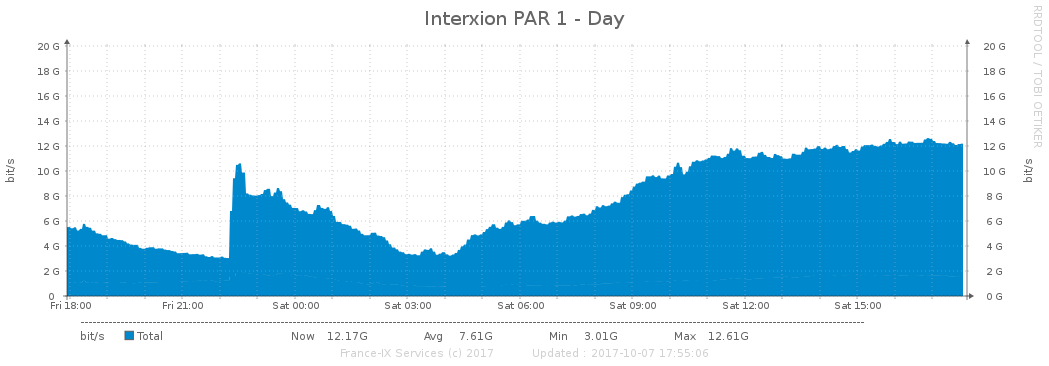 Interxion PAR 1 - Day
RRDTOOL / TOBI OETIKER
bit/s
20 G 20 G
18 G 18 G
16 G 16 G
14 G 14 G
12 G 12 G
10 G 10 G
8 G 8 G
6 G 6 G
4 G 4 G
2 G 2 G
0 0 G
bit/s
Fri 18:00 Fri 21:00 Sat 00:00 Sat 03:00 Sat 06:00 Sat 09:00 Sat 12:00 Sat 15:00
bit/s Total Now 12.17G Avg 7.61G Min 3.01G Max 12.61G
France-IX Services (c) 2017 Updated : 2017-10-07 17:55:06